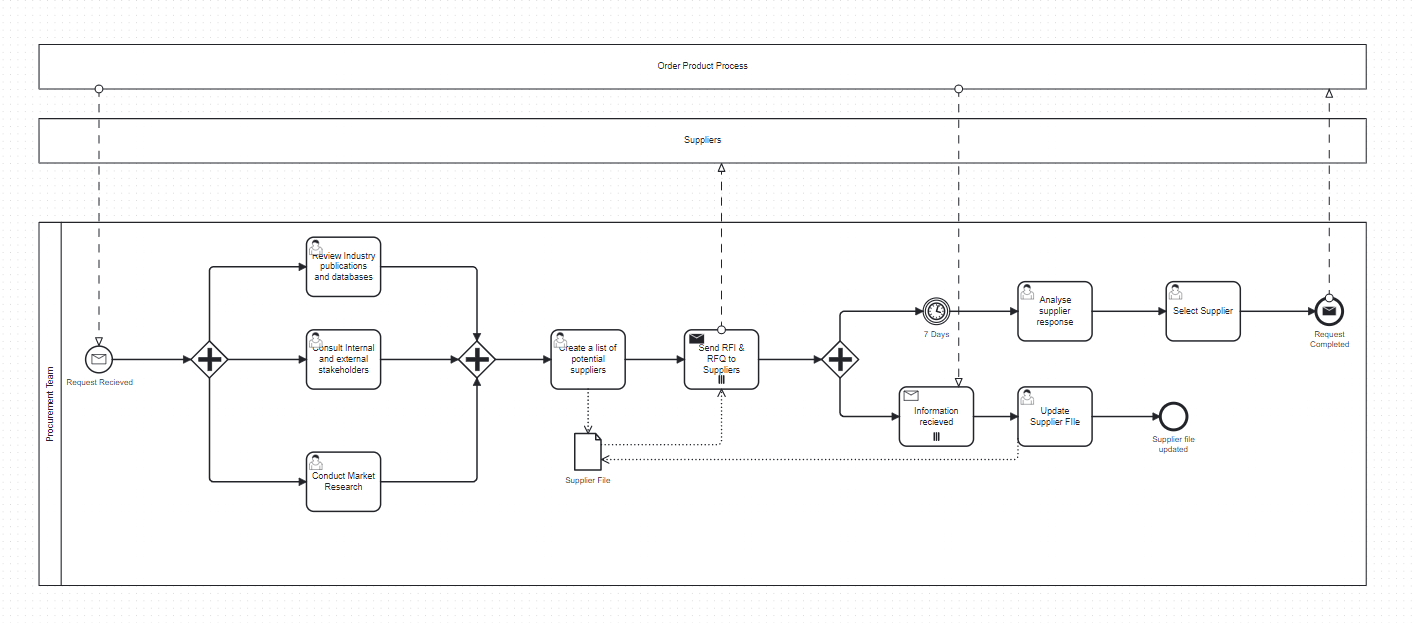 Order Product Process
Suppliers
Procurement Team
Request Recieved
Review Industry
publications
and databases
Consult Internal
and external
stakeholders
Conduct Market
Research
Create a list of
potential
suppliers
Supplier File
Send RFI &
RFQ to
Suppliers
7 Days
Analyse
supplier
response
Select Supplier
Request
Completed
Information
recieved
Update
Supplier FIle
Supplier file
updated